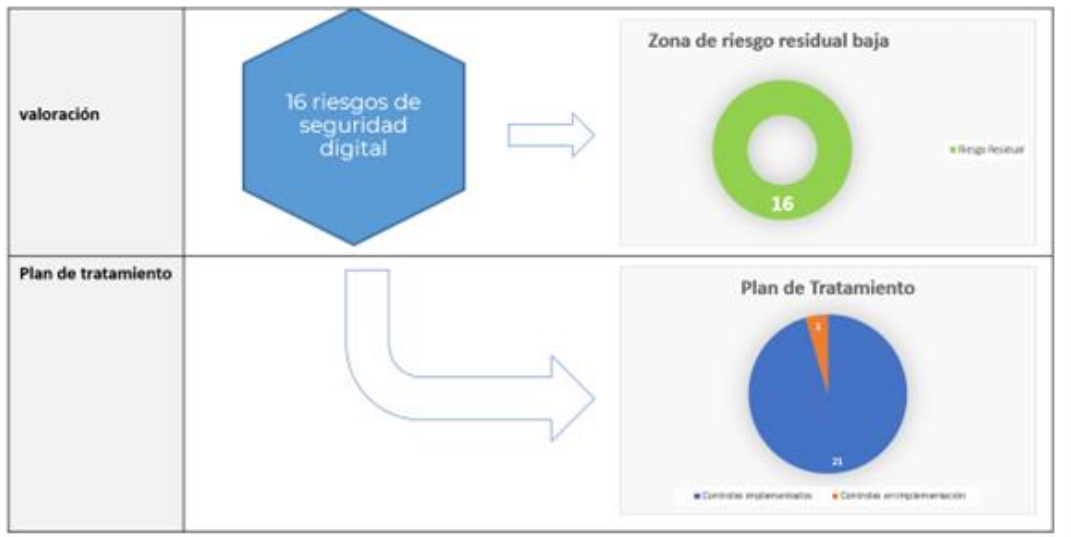 valoración
16 riesgos de
seguridad
digital
Zona de riesgo residual baja
16
Riesgo Residual
Plan de tratamiento
Plan de Tratamiento
1
21
Controles implementados
Controles en implementación